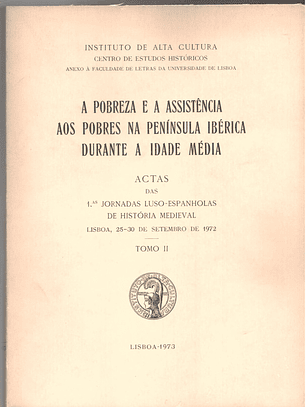 INSTITUTO DE ALTA CULTURA
CENTRO DE ESTUDOS HISTÓRICOS
ANEXO À FACULDADE DE LETRAS DA UNIVERSIDADE DE LISBOA
A POBREZA E A ASSISTÊNCIA
AOS POBRES NA PENÍNSULA IBÉRICA
DURANTE A IDADE MÉDIA
ACTAS
DAS
1.ᵃˢ JORNADAS LUSO-ESPANHOLAS
DE HISTÓRIA MEDIEVAL
LISBOA, 25-30 DE SETEMBRO DE 1972
TOMO II
LISBOA-1973